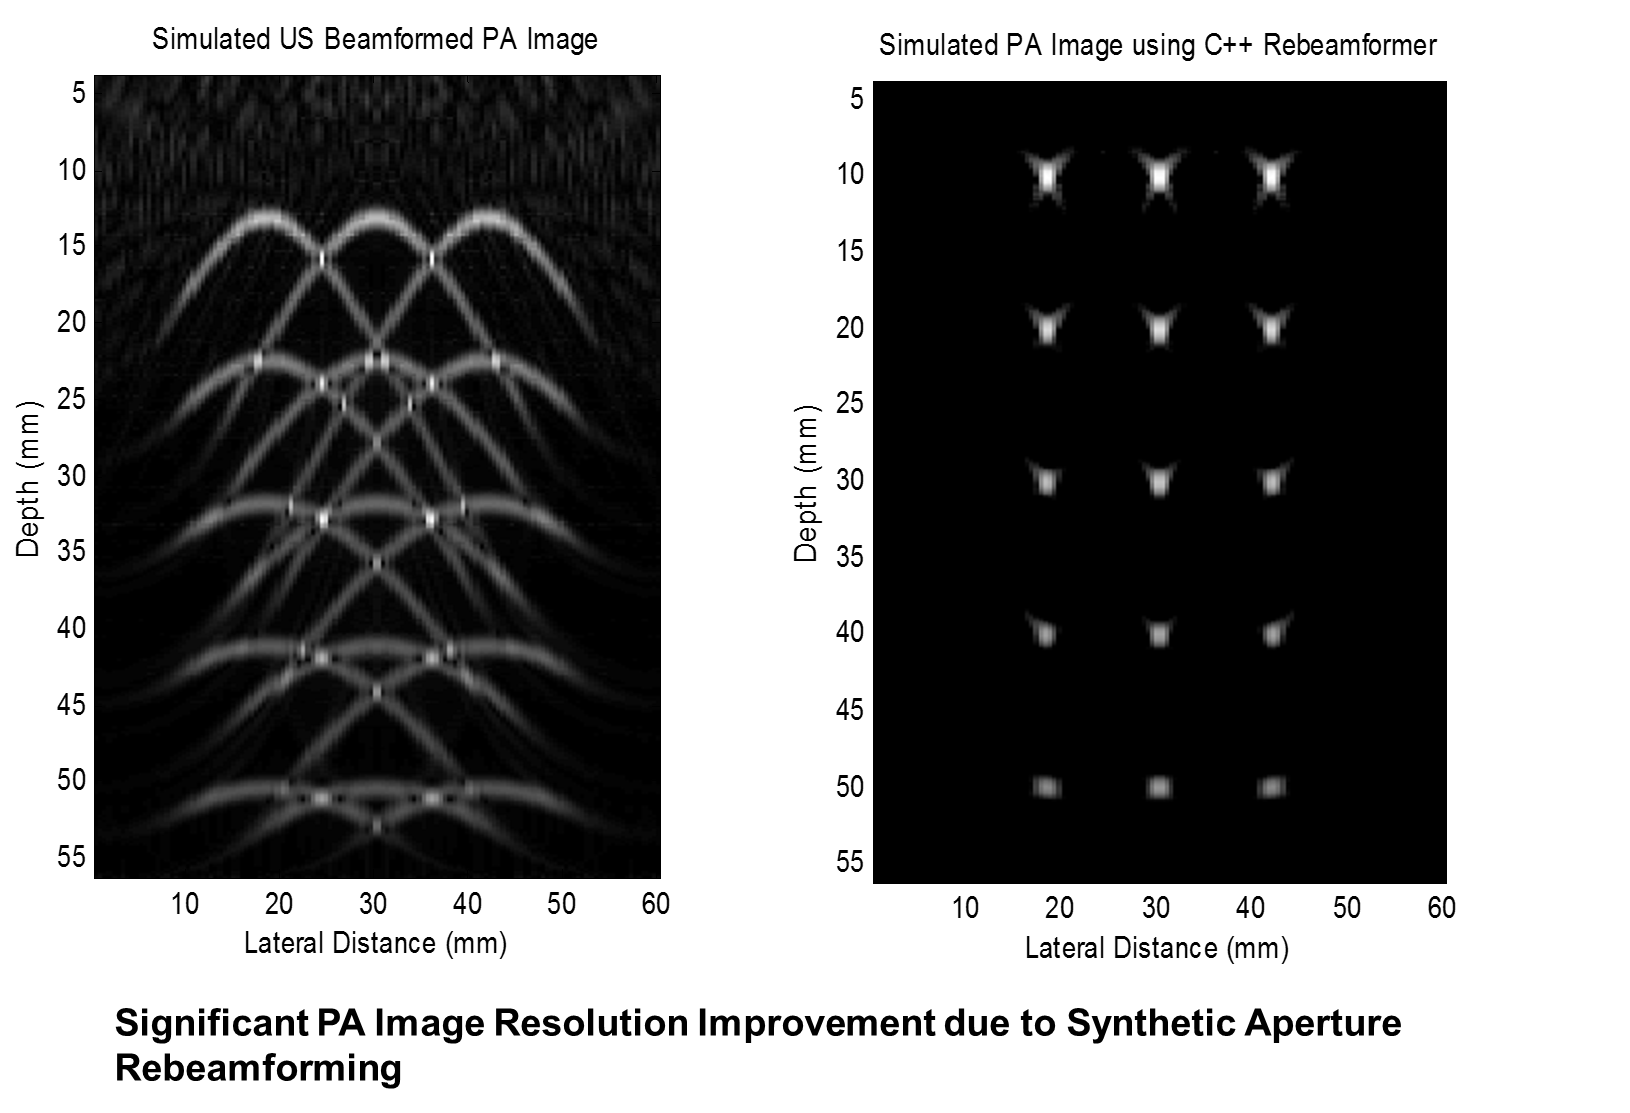 Simulated US Beamformed PA Image
5
10
15
20
25
30
35
40
45
50
55
Depth (mm)
10 20 30 40 50 60
Lateral Distance (mm)
Simulated PA Image using C++ Rebeamformer
5
10
15
20
25
30
35
40
45
50
55
Depth (mm)
10 20 30 40 50 60
Lateral Distance (mm)
Significant PA Image Resolution Improvement due to Synthetic Aperture
Rebeamforming